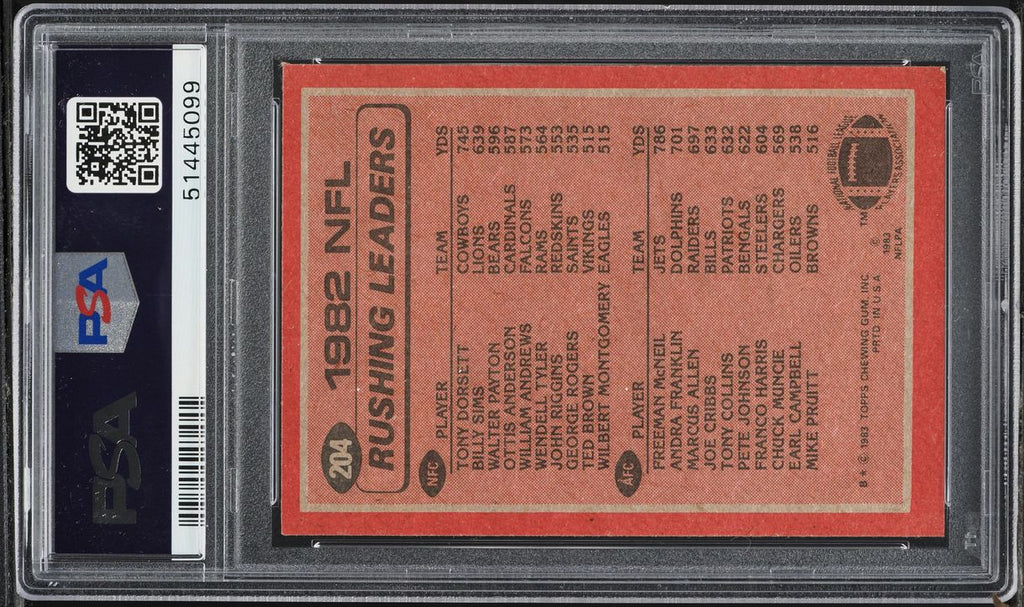 51445099
PSA
PSA
204
1982 NFL
RUSHING LEADERS
NFC
PLAYER TEAM YDS
TONY DORSETT COWBOYS 745
BILLY SIMS LIONS 639
WALTER PAYTON BEARS 596
OTTIS ANDERSON CARDINALS 587
WILLIAM ANDREWS FALCONS 573
WENDELL TYLER RAMS 564
JOHN RIGGINS REDSKINS 553
GEORGE ROGERS SAINTS 535
TED BROWN VIKINGS 515
WILBERT MONTGOMERY EAGLES 515
AFC
PLAYER TEAM YDS
FREEMAN McNEIL JETS 786
ANDRA FRANKLIN DOLPHINS 701
MARCUS ALLEN RAIDERS 697
JOE CRIBBS BILLS 633
TONY COLLINS PATRIOTS 632
PETE JOHNSON BENGALS 622
FRANCO HARRIS STEELERS 604
CHUCK MUNCIE CHARGERS 569
EARL CAMPBELL OILERS 538
MIKE PRUITT BROWNS 516
NATIONAL FOOTBALL LEAGUE
PLAYERS ASSOCIATION
TM
B ★ © 1983 TOPPS CHEWING GUM, INC.
PRTD IN U.S.A.
©
1983
NFLPA